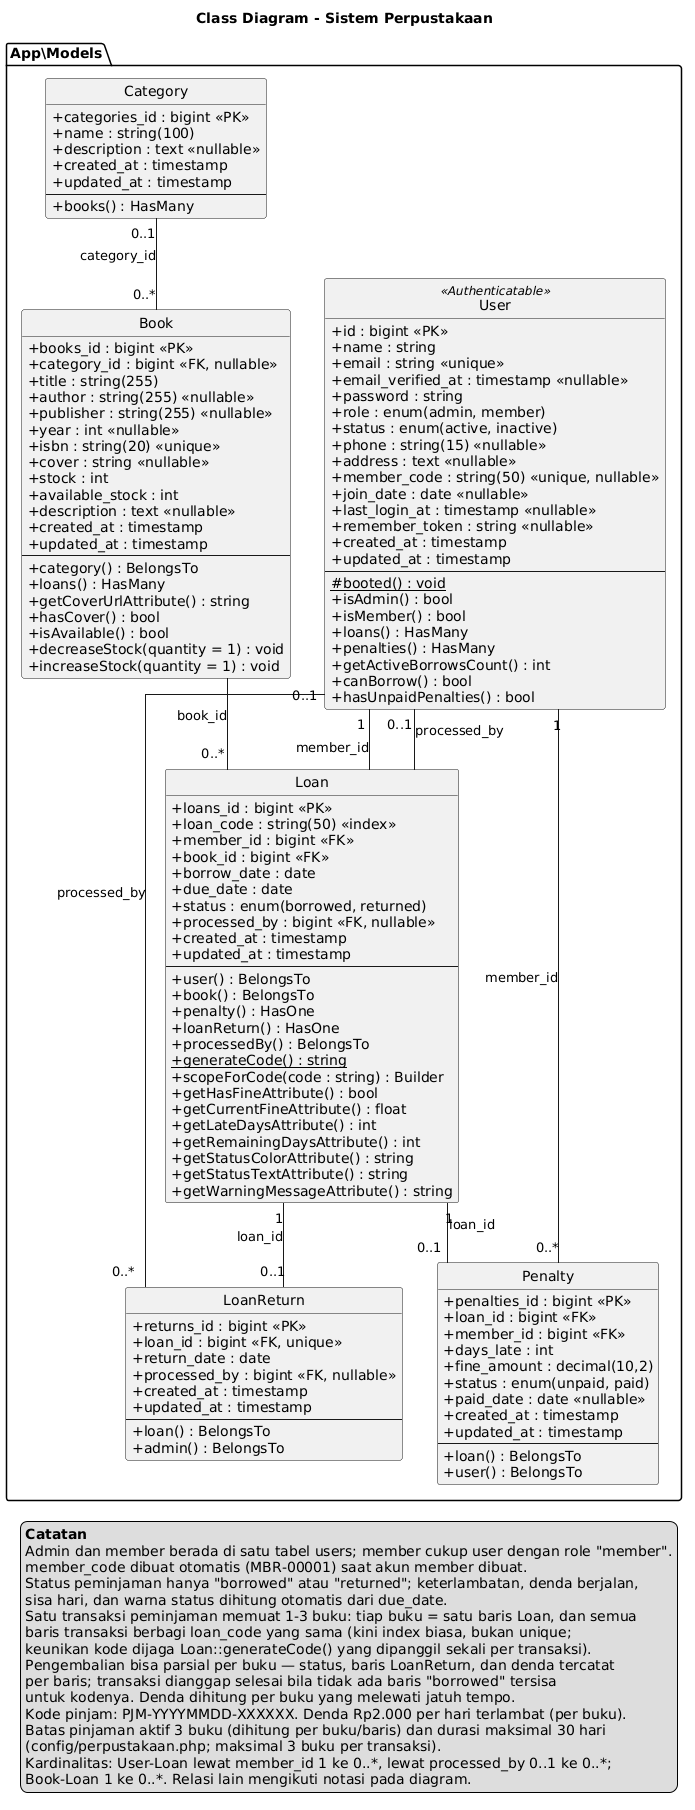 Class Diagram - Sistem Perpustakaan
App\Models
Category
+categories_id : bigint «PK»
+name : string(100)
+description : text «nullable»
+created_at : timestamp
+updated_at : timestamp
+books() : HasMany
0..1
category_id
0..*
Book
+books_id : bigint «PK»
+category_id : bigint «FK, nullable»
+title : string(255)
+author : string(255) «nullable»
+publisher : string(255) «nullable»
+year : int «nullable»
+isbn : string(20) «unique»
+cover : string «nullable»
+stock : int
+available_stock : int
+description : text «nullable»
+created_at : timestamp
+updated_at : timestamp
+category() : BelongsTo
+loans() : HasMany
+getCoverUrlAttribute() : string
+hasCover() : bool
+isAvailable() : bool
+decreaseStock(quantity = 1) : void
+increaseStock(quantity = 1) : void
«Authenticatable»
User
+id : bigint «PK»
+name : string
+email : string «unique»
+email_verified_at : timestamp «nullable»
+password : string
+role : enum(admin, member)
+status : enum(active, inactive)
+phone : string(15) «nullable»
+address : text «nullable»
+member_code : string(50) «unique, nullable»
+join_date : date «nullable»
+last_login_at : timestamp «nullable»
+remember_token : string «nullable»
+created_at : timestamp
+updated_at : timestamp
#booted() : void
+isAdmin() : bool
+isMember() : bool
+loans() : HasMany
+penalties() : HasMany
+getActiveBorrowsCount() : int
+canBorrow() : bool
+hasUnpaidPenalties() : bool
0..1
book_id
0..*
1
member_id
0..1
processed_by
1
Loan
+loans_id : bigint «PK»
+loan_code : string(50) «index»
+member_id : bigint «FK»
+book_id : bigint «FK»
+borrow_date : date
+due_date : date
+status : enum(borrowed, returned)
+processed_by : bigint «FK, nullable»
+created_at : timestamp
+updated_at : timestamp
+user() : BelongsTo
+book() : BelongsTo
+penalty() : HasOne
+loanReturn() : HasOne
+processedBy() : BelongsTo
+generateCode() : string
+scopeForCode(code : string) : Builder
+getHasFineAttribute() : bool
+getCurrentFineAttribute() : float
+getLateDaysAttribute() : int
+getRemainingDaysAttribute() : int
+getStatusColorAttribute() : string
+getStatusTextAttribute() : string
+getWarningMessageAttribute() : string
processed_by
member_id
1
loan_id
0..1
1
loan_id
0..1
0..*
0..*
LoanReturn
+returns_id : bigint «PK»
+loan_id : bigint «FK, unique»
+return_date : date
+processed_by : bigint «FK, nullable»
+created_at : timestamp
+updated_at : timestamp
+loan() : BelongsTo
+admin() : BelongsTo
Penalty
+penalties_id : bigint «PK»
+loan_id : bigint «FK»
+member_id : bigint «FK»
+days_late : int
+fine_amount : decimal(10,2)
+status : enum(unpaid, paid)
+paid_date : date «nullable»
+created_at : timestamp
+updated_at : timestamp
+loan() : BelongsTo
+user() : BelongsTo
Catatan
Admin dan member berada di satu tabel users; member cukup user dengan role "member".
member_code dibuat otomatis (MBR-00001) saat akun member dibuat.
Status peminjaman hanya "borrowed" atau "returned"; keterlambatan, denda berjalan,
sisa hari, dan warna status dihitung otomatis dari due_date.
Satu transaksi peminjaman memuat 1-3 buku: tiap buku = satu baris Loan, dan semua
baris transaksi berbagi loan_code yang sama (kini index biasa, bukan unique;
keunikan kode dijaga Loan::generateCode() yang dipanggil sekali per transaksi).
Pengembalian bisa parsial per buku — status, baris LoanReturn, dan denda tercatat
per baris; transaksi dianggap selesai bila tidak ada baris "borrowed" tersisa
untuk kodenya. Denda dihitung per buku yang melewati jatuh tempo.
Kode pinjam: PJM-YYYYMMDD-XXXXXX. Denda Rp2.000 per hari terlambat (per buku).
Batas pinjaman aktif 3 buku (dihitung per buku/baris) dan durasi maksimal 30 hari
(config/perpustakaan.php; maksimal 3 buku per transaksi).
Kardinalitas: User-Loan lewat member_id 1 ke 0..*, lewat processed_by 0..1 ke 0..*;
Book-Loan 1 ke 0..*. Relasi lain mengikuti notasi pada diagram.